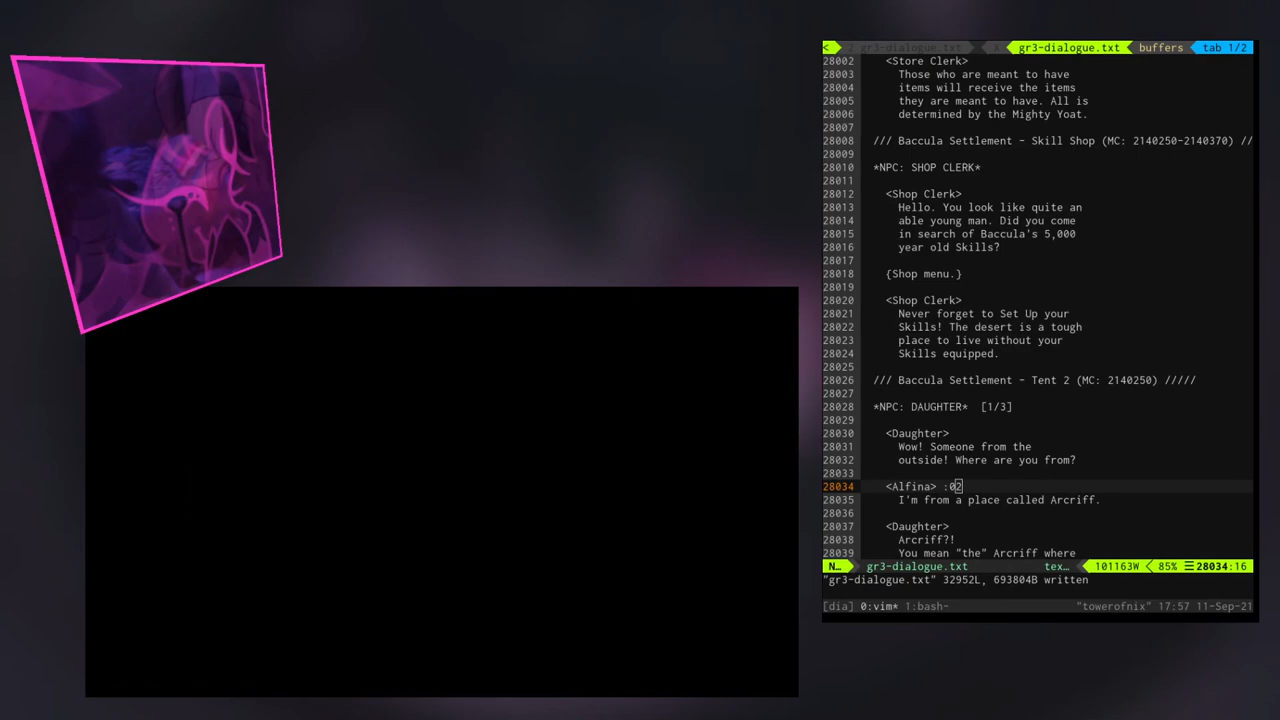 < 2 gr3-dialogue.txt X gr3-dialogue.txt buffers tab 1/2
28002 <Store Clerk>
28003 Those who are meant to have
28004 items will receive the items
28005 they are meant to have. All is
28006 determined by the Mighty Yoat.
28007
28008 /// Baccula Settlement - Skill Shop (MC: 2140250-2140370) //
28009
28010 *NPC: SHOP CLERK*
28011
28012 <Shop Clerk>
28013 Hello. You look like quite an
28014 able young man. Did you come
28015 in search of Baccula's 5,000
28016 year old Skills?
28017
28018 {Shop menu.}
28019
28020 <Shop Clerk>
28021 Never forget to Set Up your
28022 Skills! The desert is a tough
28023 place to live without your
28024 Skills equipped.
28025
28026 /// Baccula Settlement - Tent 2 (MC: 2140250) /////
28027
28028 *NPC: DAUGHTER* [1/3]
28029
28030 <Daughter>
28031 Wow! Someone from the
28032 outside! Where are you from?
28033
28034 <Alfina> :02
28035 I'm from a place called Arcriff.
28036
28037 <Daughter>
28038 Arcriff?!
28039 You mean "the" Arcriff where
N… gr3-dialogue.txt tex… 101163W 85% ☰28034:16
"gr3-dialogue.txt" 32952L, 693804B written
[dia] 0:vim* 1:bash- "towerofnix" 17:57 11-Sep-21